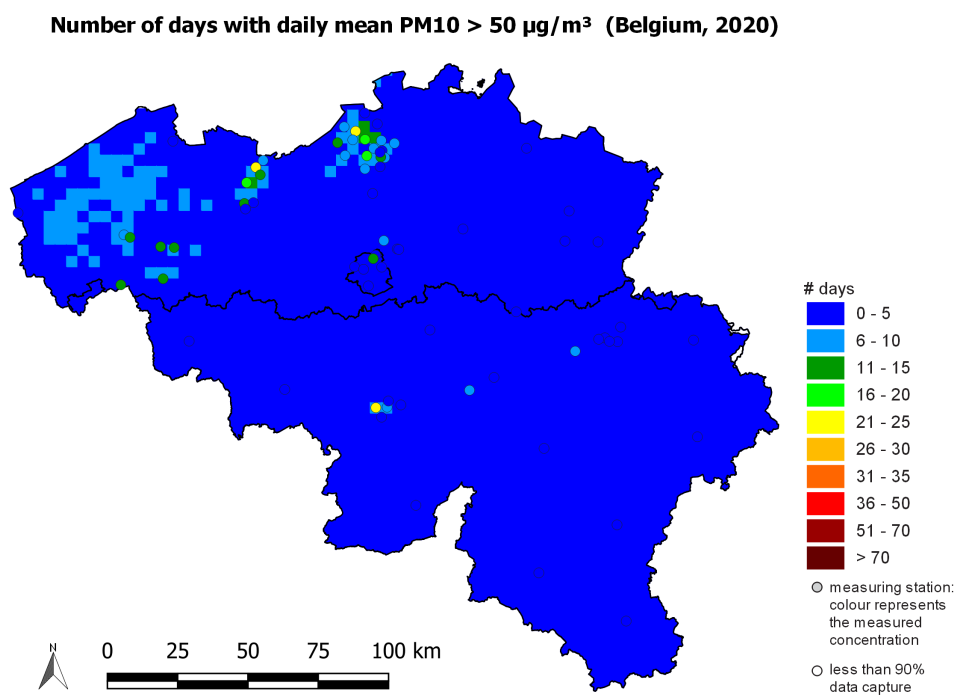 Number of days with daily mean PM10 > 50 µg/m³ (Belgium, 2020)
# days
0 - 5
6 - 10
11 - 15
16 - 20
21 - 25
26 - 30
31 - 35
36 - 50
51 - 70
> 70
measuring station:
colour represents
the measured
concentration
less than 90%
data capture
N
0 25 50 75 100 km